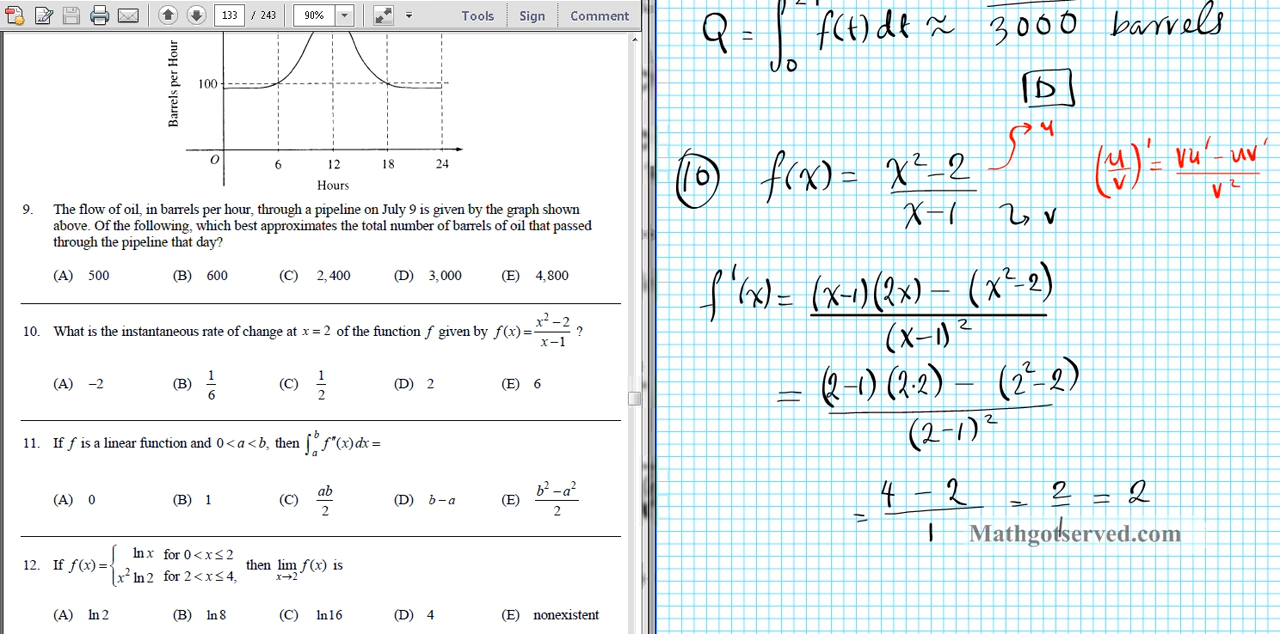 133 / 243 90% Tools Sign Comment
Barrels per Hour
100
O 6 12 18 24
Hours
9. The flow of oil, in barrels per hour, through a pipeline on July 9 is given by the graph shown
above. Of the following, which best approximates the total number of barrels of oil that passed
through the pipeline that day?
(A) 500 (B) 600 (C) 2,400 (D) 3,000 (E) 4,800
10. What is the instantaneous rate of change at x = 2 of the function f given by f(x) = (x² − 2)/(x − 1) ?
(A) −2 (B) 1/6 (C) 1/2 (D) 2 (E) 6
11. If f is a linear function and 0 < a < b, then ∫ₐᵇ f″(x) dx =
(A) 0 (B) 1 (C) ab/2 (D) b − a (E) (b² − a²)/2
12. If f(x) = { ln x for 0 < x ≤ 2
x² ln 2 for 2 < x ≤ 4, then lim x→2 f(x) is
(A) ln 2 (B) ln 8 (C) ln 16 (D) 4 (E) nonexistent
Q = ∫₀ f(t) dt ≈ 3000 barrels
D
10 f(x) = (x² − 2)/(x − 1) u v
(u/v)' = (vu' − uv')/v²
f'(x) = ((x−1)(2x) − (x² − 2))/(x−1)²
= ((2−1)(2·2) − (2² − 2))/(2−1)²
= (4 − 2)/1 = 2/1 = 2
Mathgotserved.com